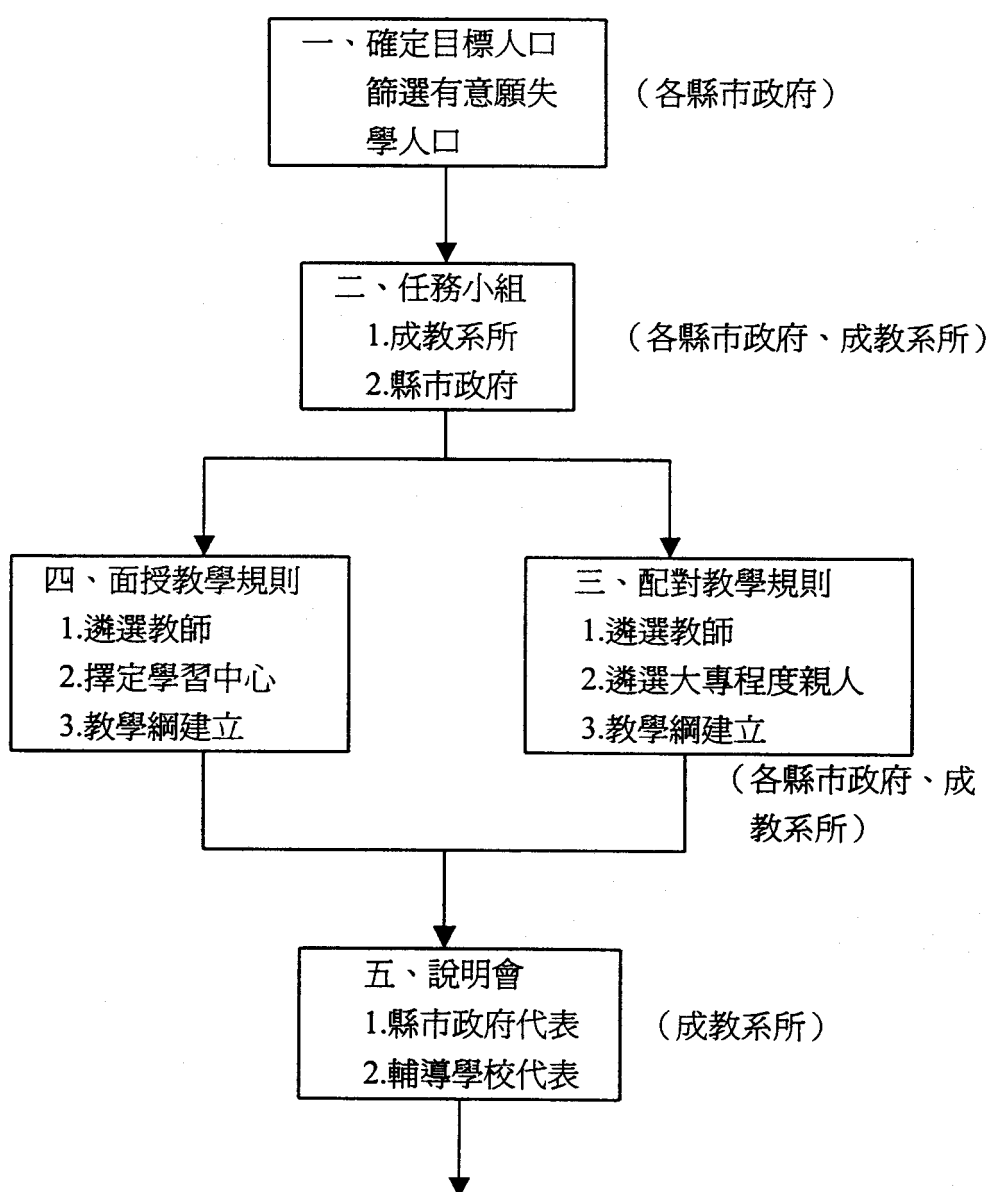 一、確定目標人口
篩選有意願失
學人口
（各縣市政府）
二、任務小組
1.成教系所
2.縣市政府
（各縣市政府、成教系所）
四、面授教學規則
1.遴選教師
2.擇定學習中心
3.教學綱建立
三、配對教學規則
1.遴選教師
2.遴選大專程度親人
3.教學綱建立
（各縣市政府、成
教系所）
五、說明會
1.縣市政府代表
2.輔導學校代表
（成教系所）